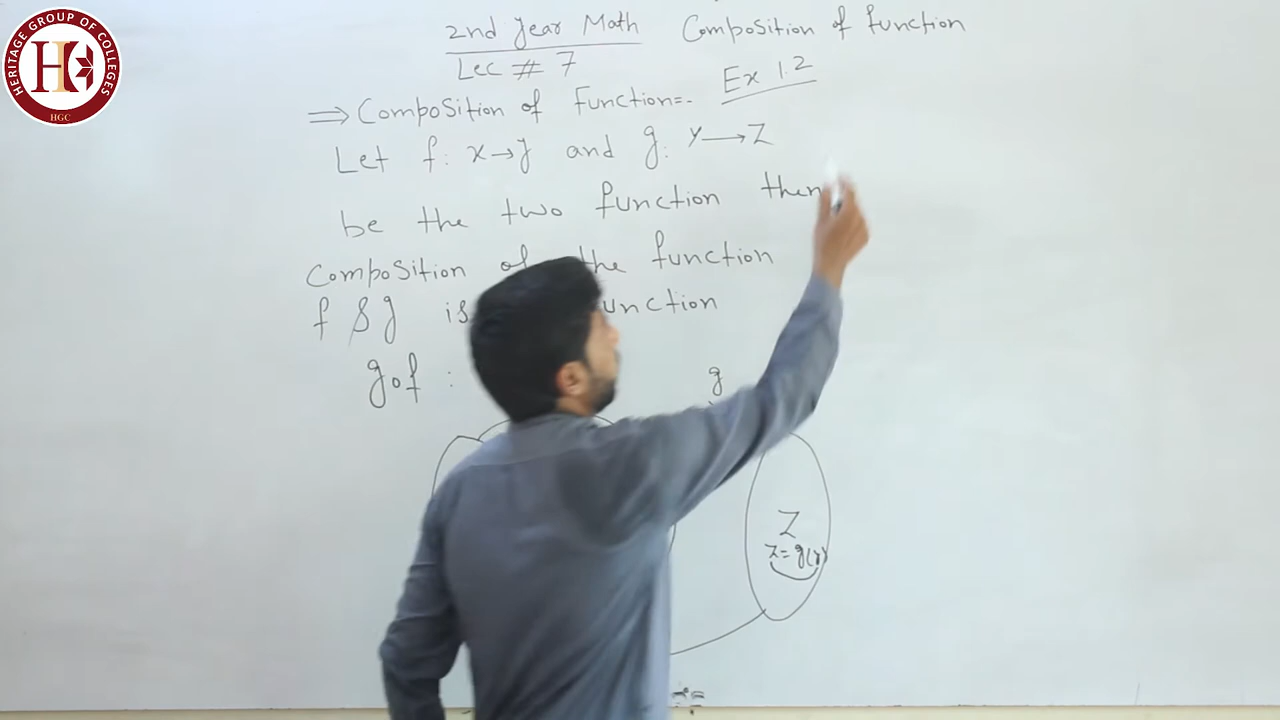 HERITAGE GROUP OF COLLEGES
HGC
2nd year Math Composition of function
Lec # 7
Ex 1.2
⇒ Composition of Function:-
Let f: x→y and g: y→Z
be the two function then
Composition of the function
f & g is unction
gof :
g
Z
z = g(y)